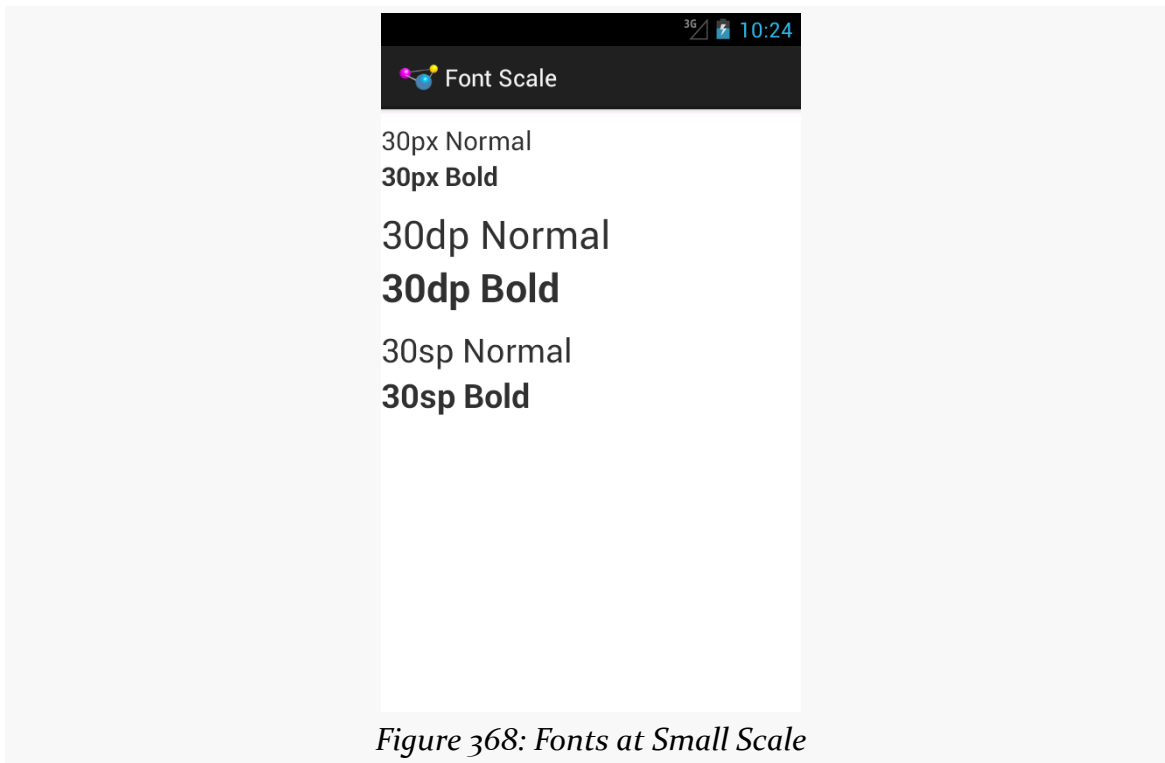 3G 10:24
Font Scale
30px Normal
30px Bold
30dp Normal
30dp Bold
30sp Normal
30sp Bold
Figure 368: Fonts at Small Scale